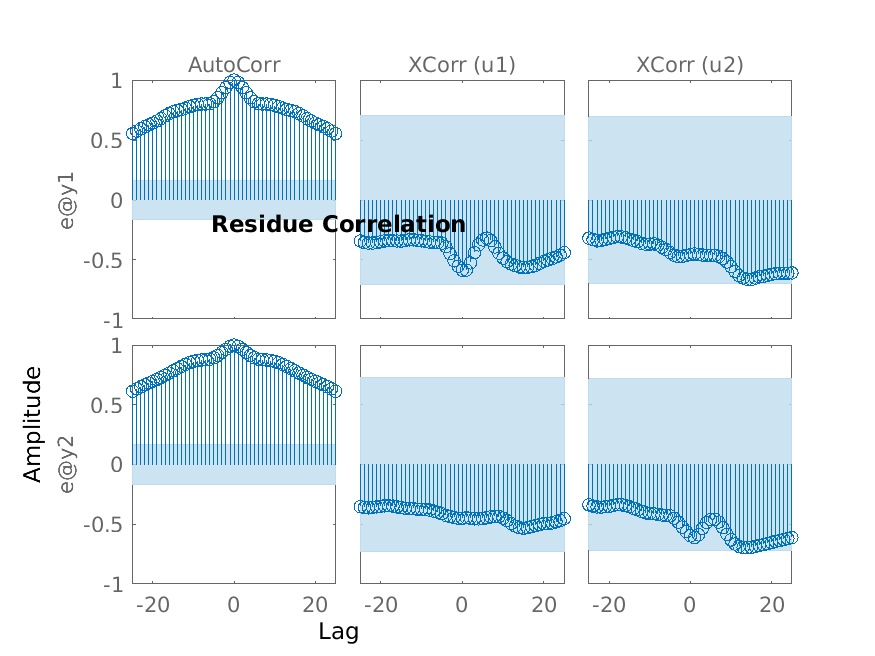 AutoCorr XCorr (u1) XCorr (u2)
1
0.5
0
-0.5
-1
e@y1
Residue Correlation
1
0.5
0
-0.5
-1
e@y2
Amplitude
-20 0 20 -20 0 20 -20 0 20
Lag